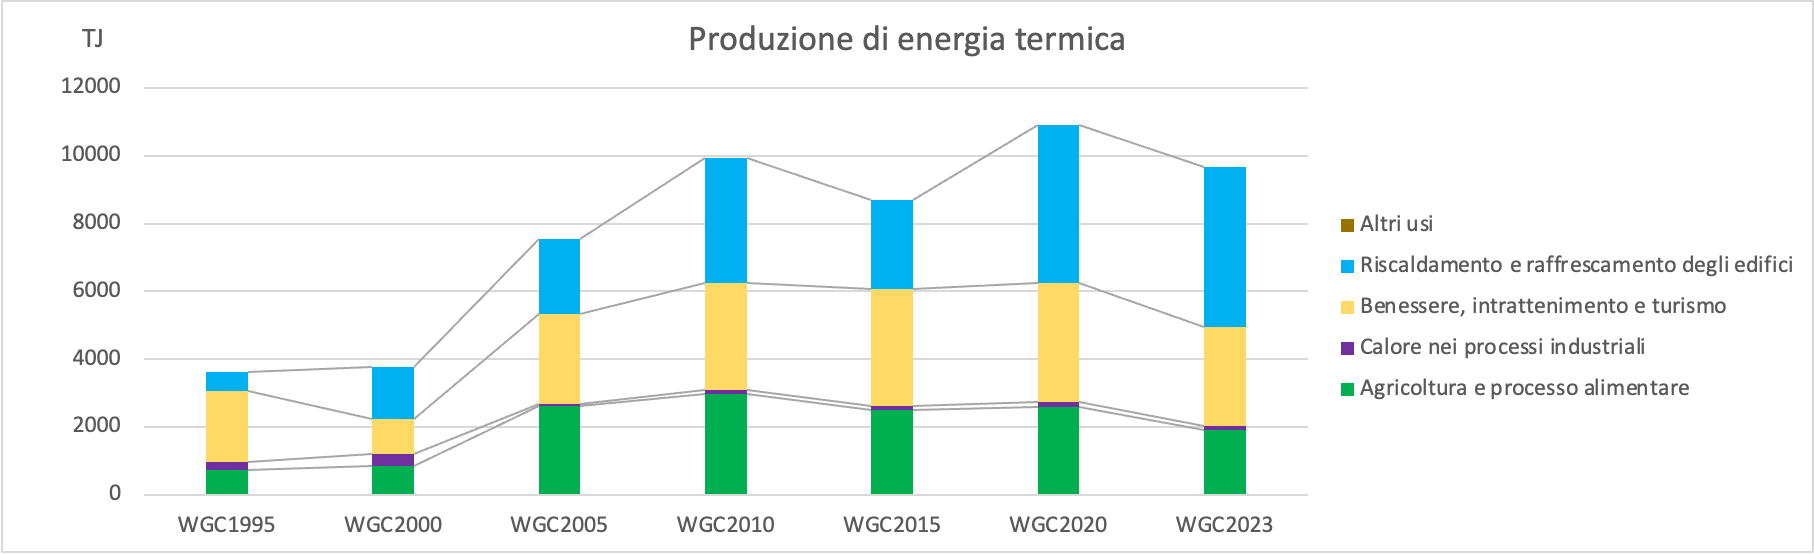 TJ
Produzione di energia termica
12000
10000
8000
6000
4000
2000
0
WGC1995 WGC2000 WGC2005 WGC2010 WGC2015 WGC2020 WGC2023
Altri usi
Riscaldamento e raffrescamento degli edifici
Benessere, intrattenimento e turismo
Calore nei processi industriali
Agricoltura e processo alimentare